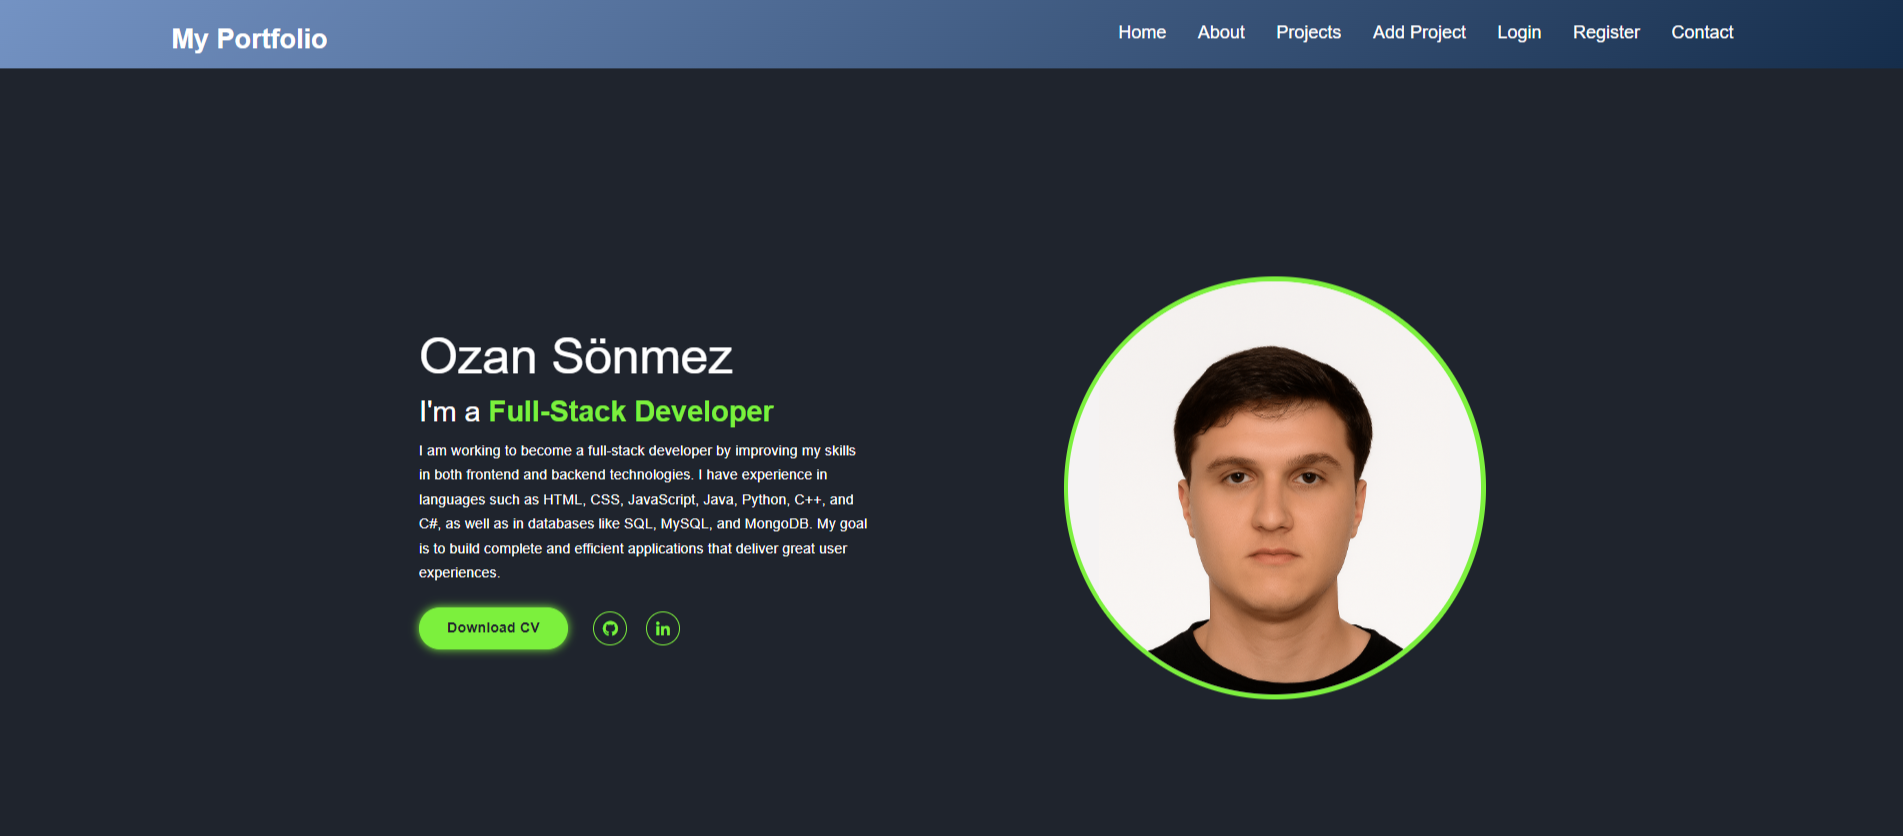 My Portfolio
Home About Projects Add Project Login Register Contact
Ozan Sönmez
I'm a Full-Stack Developer
I am working to become a full-stack developer by improving my skills
in both frontend and backend technologies. I have experience in
languages such as HTML, CSS, JavaScript, Java, Python, C++, and
C#, as well as in databases like SQL, MySQL, and MongoDB. My goal
is to build complete and efficient applications that deliver great user
experiences.
Download CV
in